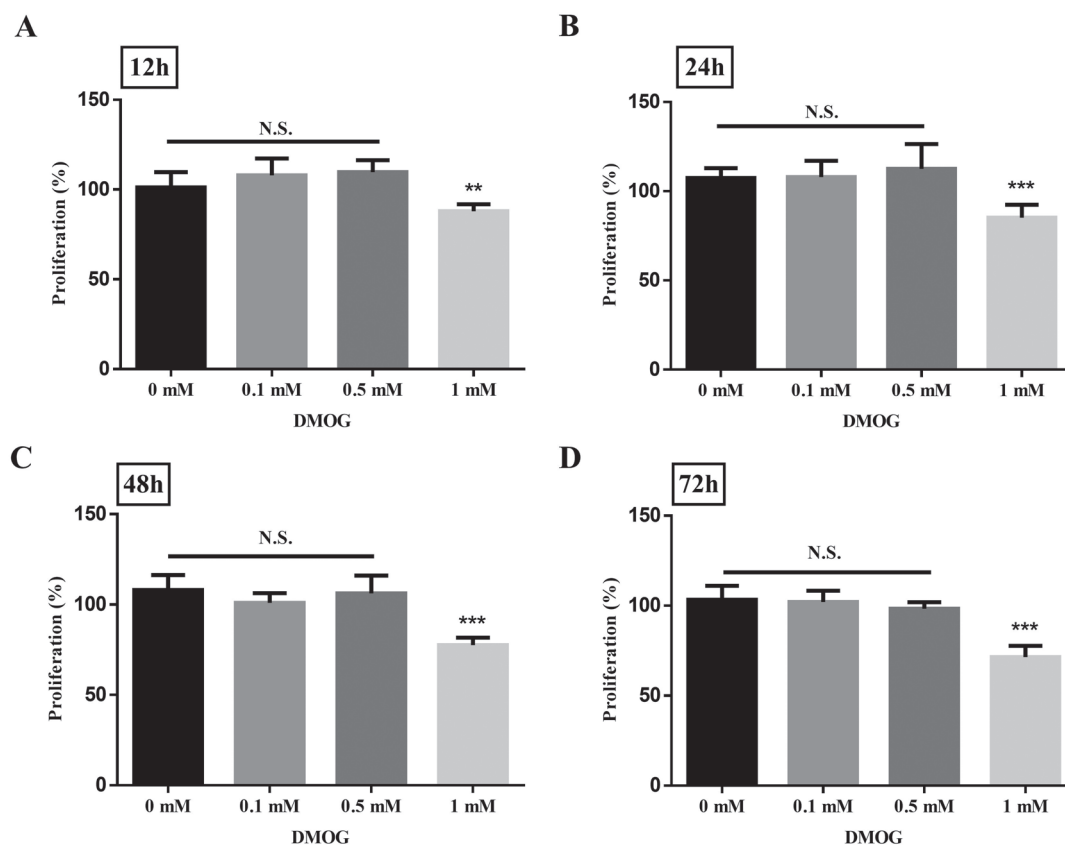 A
12h
Proliferation (%)
150
100
50
0
N.S.
**
0 mM 0.1 mM 0.5 mM 1 mM
DMOG
B
24h
Proliferation (%)
150
100
50
0
N.S.
***
0 mM 0.1 mM 0.5 mM 1 mM
DMOG
C
48h
Proliferation (%)
150
100
50
0
N.S.
***
0 mM 0.1 mM 0.5 mM 1 mM
DMOG
D
72h
Proliferation (%)
150
100
50
0
N.S.
***
0 mM 0.1 mM 0.5 mM 1 mM
DMOG